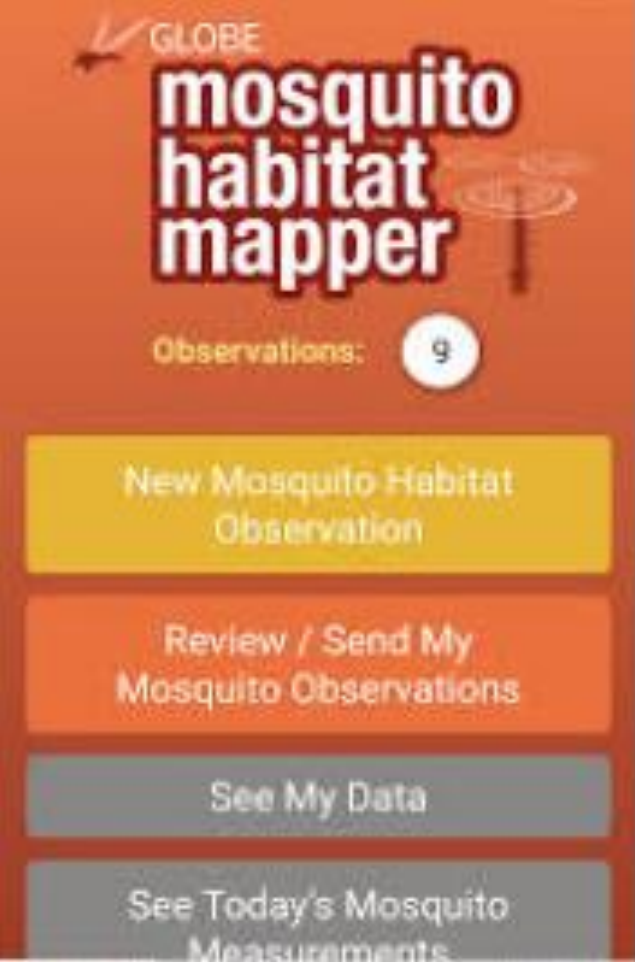 GLOBE
mosquito
habitat
mapper
Observations: 9
New Mosquito Habitat
Observation
Review / Send My
Mosquito Observations
See My Data
See Today's Mosquito
Measurements